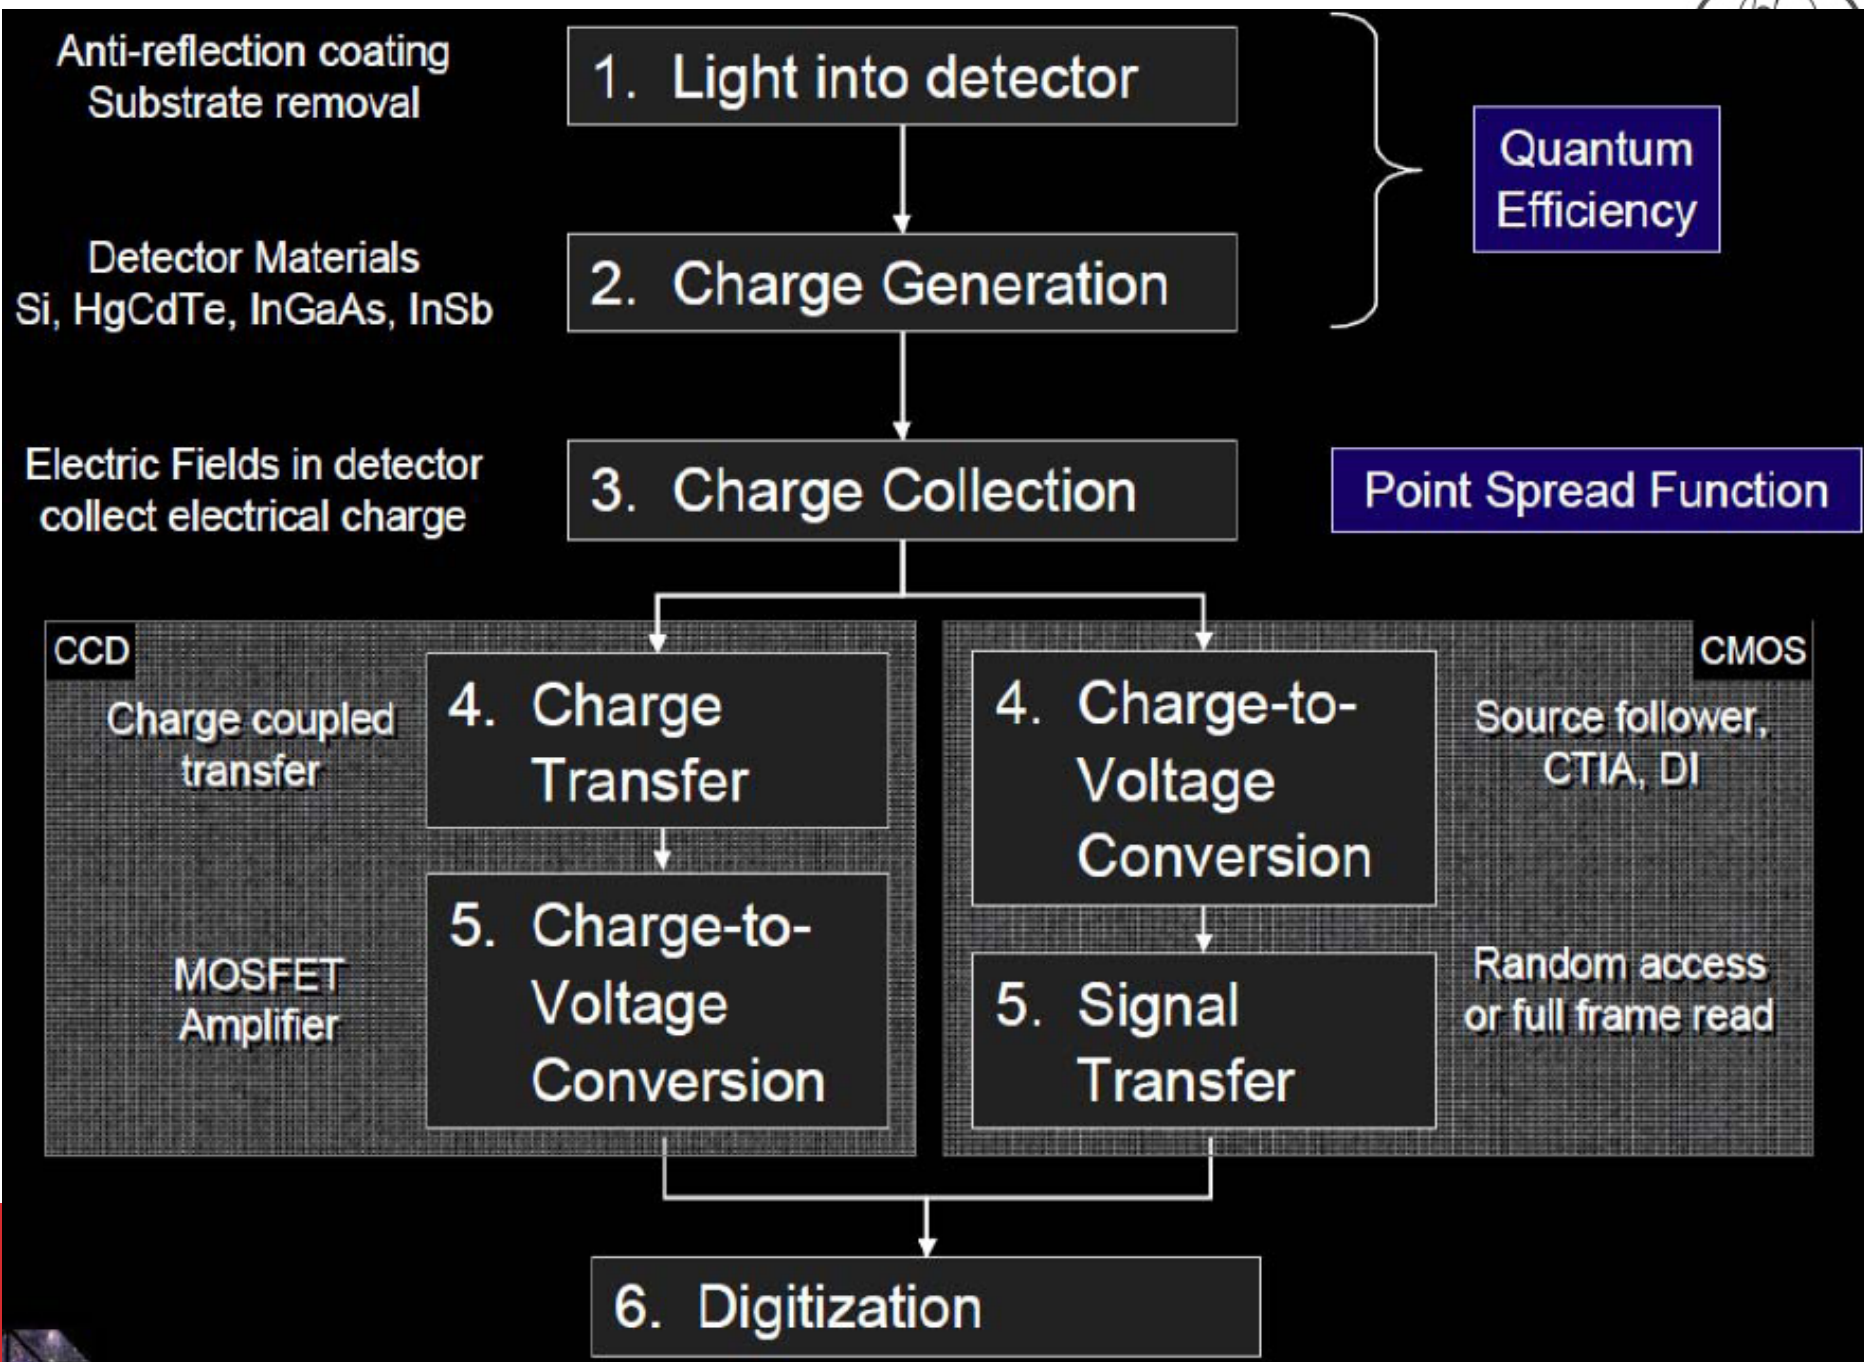 Anti-reflection coating
Substrate removal
1. Light into detector
Quantum
Efficiency
Detector Materials
Si, HgCdTe, InGaAs, InSb
2. Charge Generation
Electric Fields in detector
collect electrical charge
3. Charge Collection
Point Spread Function
CCD
Charge coupled
transfer
4. Charge
Transfer
MOSFET
Amplifier
5. Charge-to-
Voltage
Conversion
CMOS
4. Charge-to-
Voltage
Conversion
Source follower,
CTIA, DI
5. Signal
Transfer
Random access
or full frame read
6. Digitization